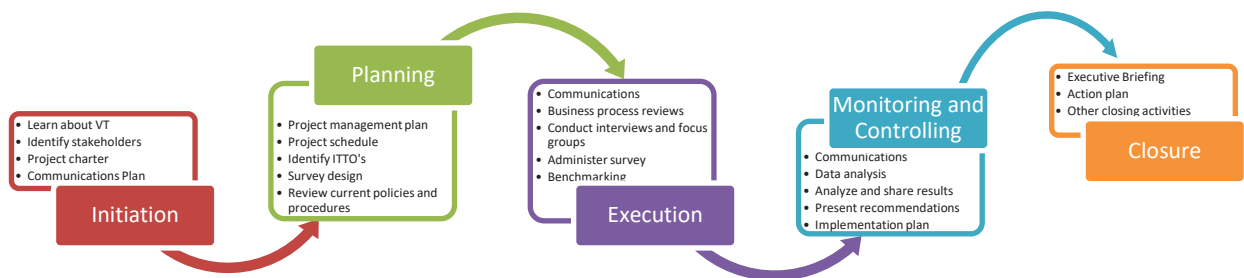 • Learn about VT
• Identify stakeholders
• Project charter
• Communications Plan
Initiation
Planning
• Project management plan
• Project schedule
• Identify ITTO's
• Survey design
• Review current policies and
procedures
• Communications
• Business process reviews
• Conduct interviews and focus
groups
• Administer survey
• Benchmarking
Execution
Monitoring and
Controlling
• Communications
• Data analysis
• Analyze and share results
• Present recommendations
• Implementation plan
• Executive Briefing
• Action plan
• Other closing activities
Closure